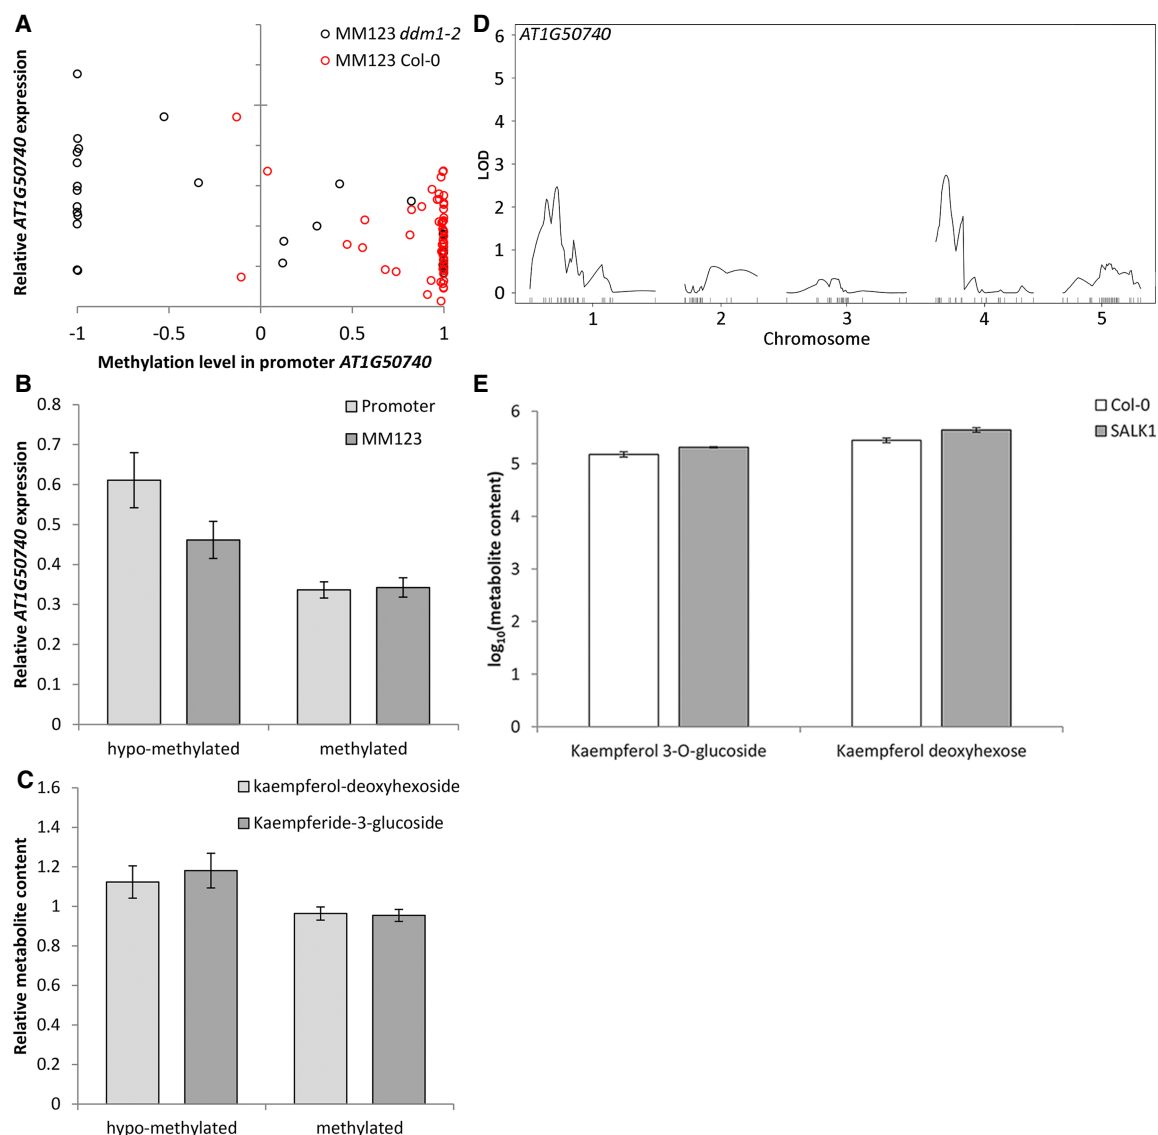 A
Relative AT1G50740 expression
MM123 ddm1-2
MM123 Col-0
-1 -0.5 0 0.5 1
Methylation level in promoter AT1G50740
D
AT1G50740
6
5
4
3
2
1
0
LOD
1 2 3 4 5
Chromosome
B
Relative AT1G50740 expression
0.8
0.7
0.6
0.5
0.4
0.3
0.2
0.1
0
Promoter
MM123
hypo-methylated methylated
E
log10(metabolite content)
6
5
4
3
2
1
0
Col-0
SALK1
Kaempferol 3-O-glucoside Kaempferol deoxyhexose
C
Relative metabolite content
1.6
1.4
1.2
1
0.8
0.6
0.4
0.2
0
kaempferol-deoxyhexoside
Kaempferide-3-glucoside
hypo-methylated methylated